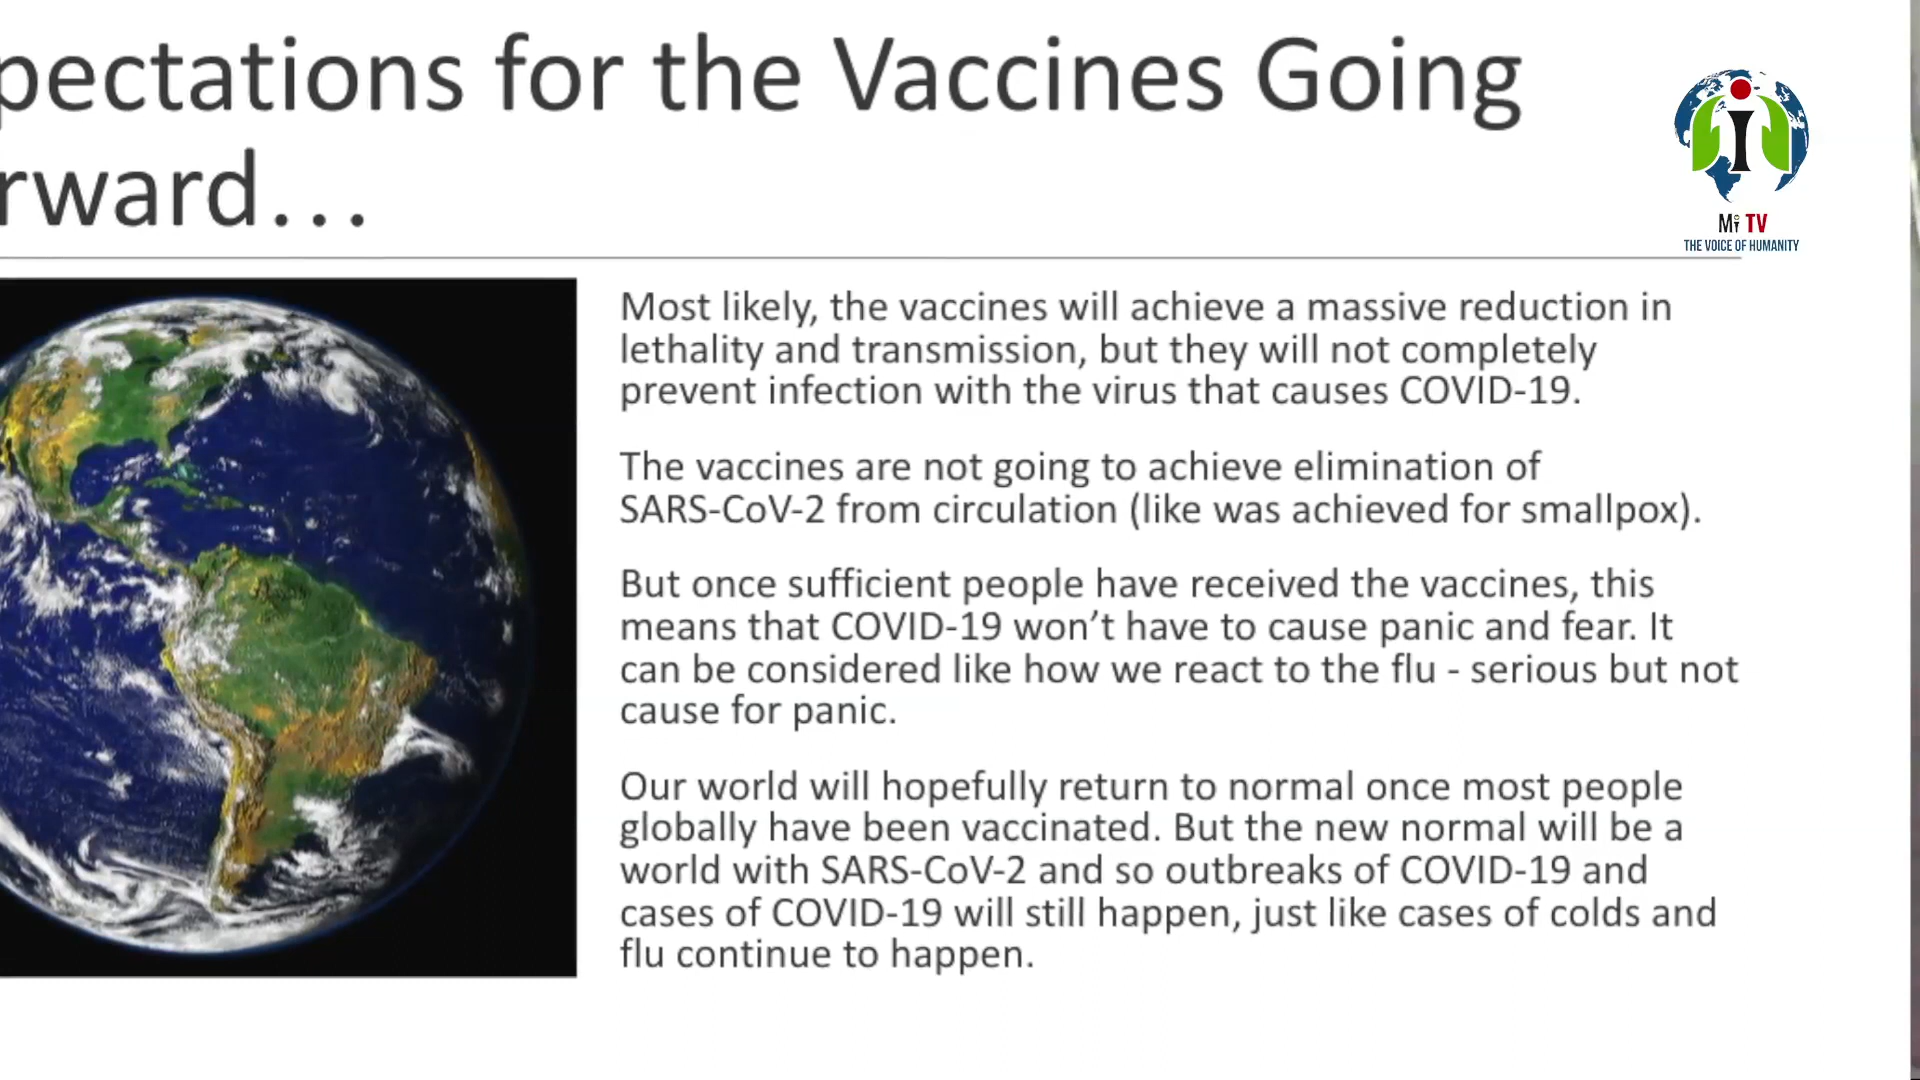 pectations for the Vaccines Going
rward...
Mi TV
THE VOICE OF HUMANITY
Most likely, the vaccines will achieve a massive reduction in
lethality and transmission, but they will not completely
prevent infection with the virus that causes COVID-19.
The vaccines are not going to achieve elimination of
SARS-CoV-2 from circulation (like was achieved for smallpox).
But once sufficient people have received the vaccines, this
means that COVID-19 won’t have to cause panic and fear. It
can be considered like how we react to the flu - serious but not
cause for panic.
Our world will hopefully return to normal once most people
globally have been vaccinated. But the new normal will be a
world with SARS-CoV-2 and so outbreaks of COVID-19 and
cases of COVID-19 will still happen, just like cases of colds and
flu continue to happen.